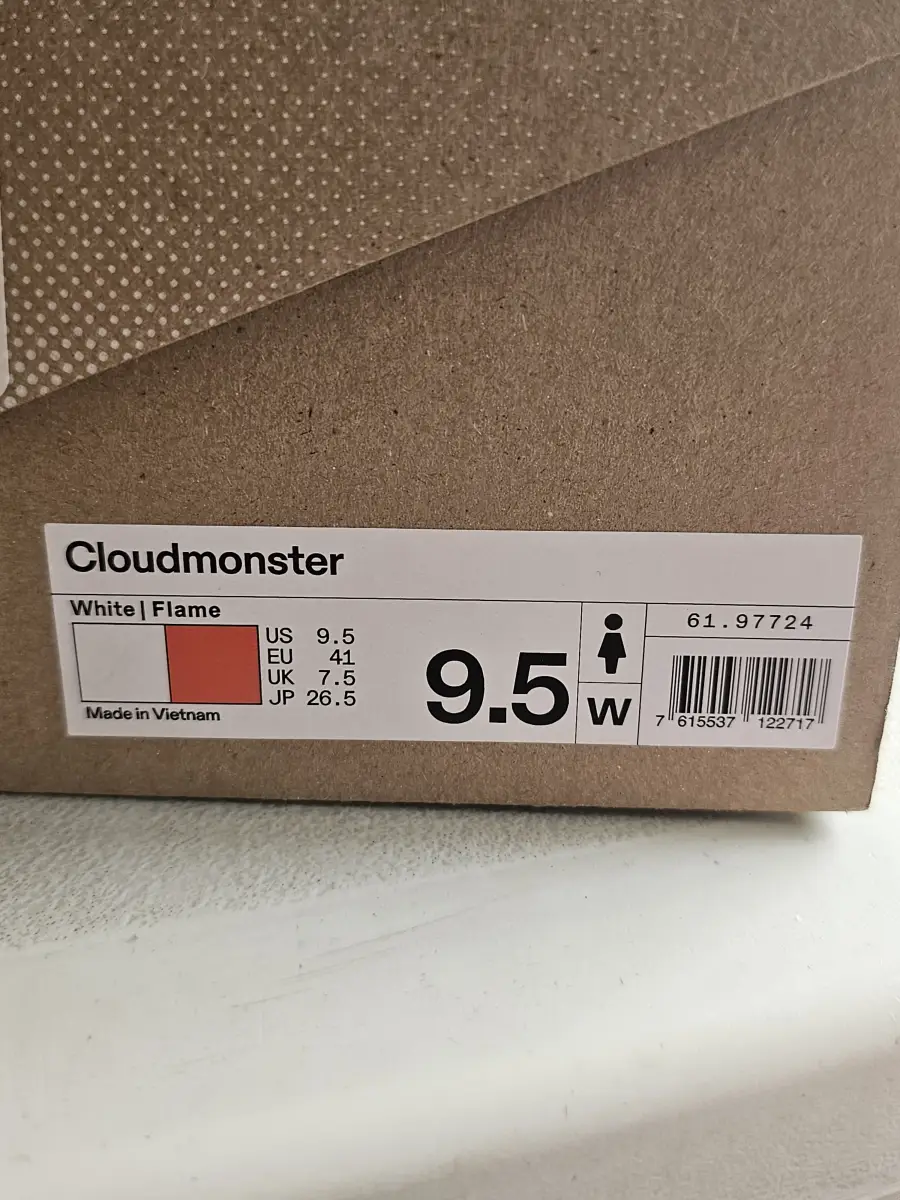 Cloudmonster
White | Flame
US 9.5
EU 41
UK 7.5
JP 26.5
Made in Vietnam
9.5
W
61.97724
7 615537 122717